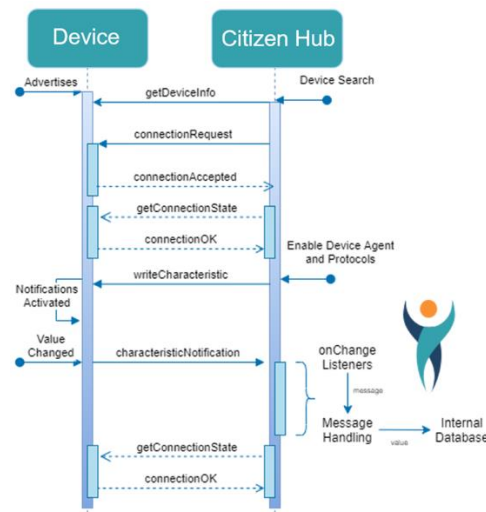 Device
Citizen Hub
Advertises
Device Search
getDeviceInfo
connectionRequest
connectionAccepted
getConnectionState
connectionOK
Enable Device Agent
and Protocols
writeCharacteristic
Notifications
Activated
Value
Changed
characteristicNotification
onChange
Listeners
message
Message
Handling
value
Internal
Database
getConnectionState
connectionOK